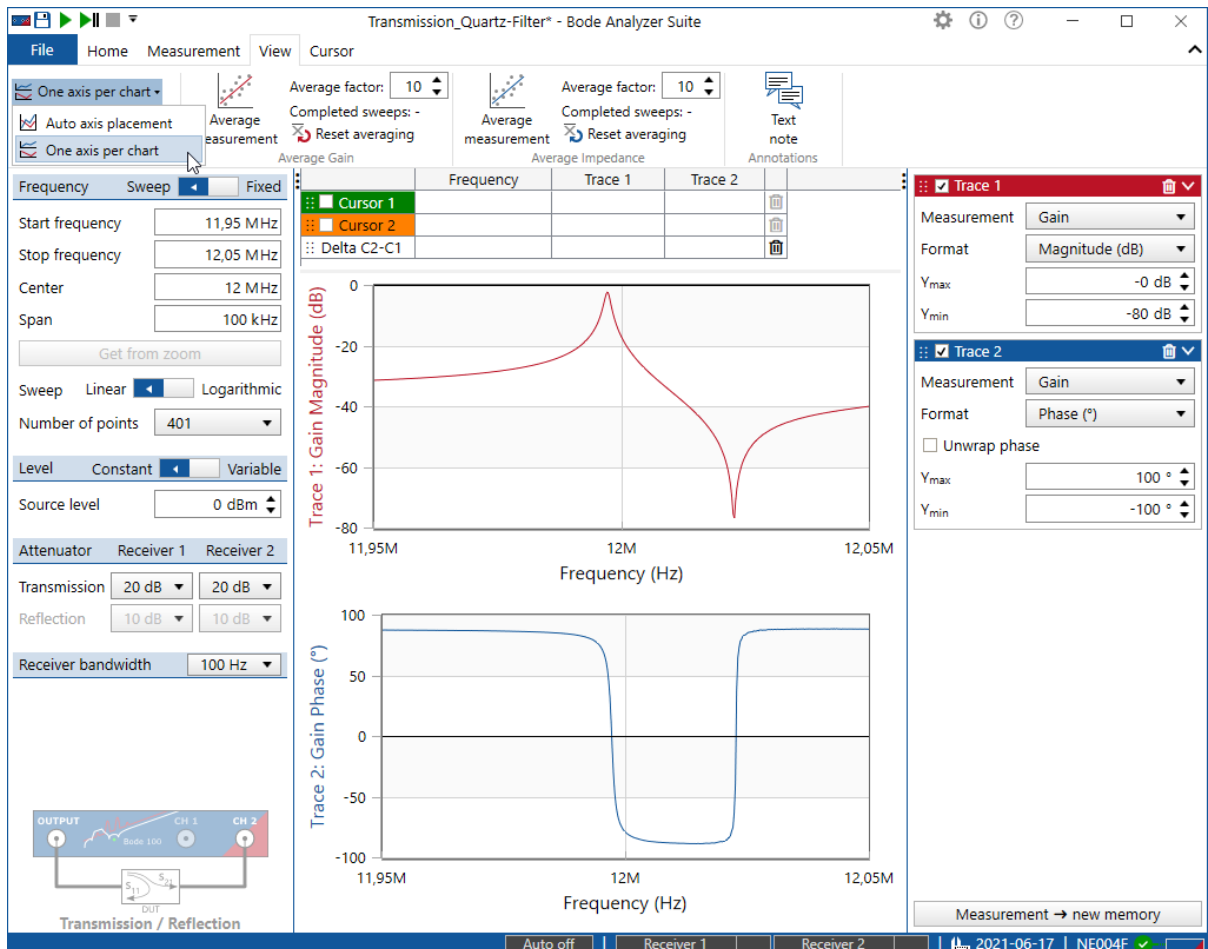 Transmission_Quartz-Filter* - Bode Analyzer Suite
File Home Measurement View Cursor
One axis per chart
Auto axis placement
One axis per chart
Average
easurement
Average factor: 10
Completed sweeps: -
Reset averaging
Average Gain
Average
measurement
Average factor: 10
Completed sweeps: -
Reset averaging
Average Impedance
Text
note
Annotations
Frequency Sweep Fixed
Start frequency 11,95 MHz
Stop frequency 12,05 MHz
Center 12 MHz
Span 100 kHz
Get from zoom
Sweep Linear Logarithmic
Number of points 401
Level Constant Variable
Source level 0 dBm
Attenuator Receiver 1 Receiver 2
Transmission 20 dB 20 dB
Reflection 10 dB 10 dB
Receiver bandwidth 100 Hz
OUTPUT CH 1 CH 2
Bode 100
S11 S21
DUT
Transmission / Reflection
Frequency Trace 1 Trace 2
Cursor 1
Cursor 2
Delta C2-C1
Trace 1: Gain Magnitude (dB)
0
-20
-40
-60
-80
11,95M 12M 12,05M
Frequency (Hz)
Trace 2: Gain Phase (°)
100
50
0
-50
-100
11,95M 12M 12,05M
Frequency (Hz)
Trace 1
Measurement Gain
Format Magnitude (dB)
Ymax -0 dB
Ymin -80 dB
Trace 2
Measurement Gain
Format Phase (°)
Unwrap phase
Ymax 100 °
Ymin -100 °
Measurement → new memory
Auto off Receiver 1 Receiver 2 2021-06-17 NE004F